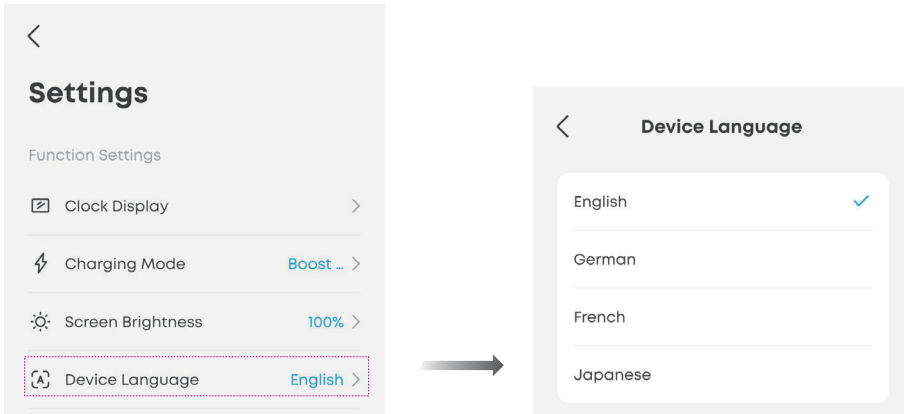 Settings
Function Settings
Clock Display
Charging Mode Boost ...
Screen Brightness 100%
A Device Language English
Device Language
English
German
French
Japanese